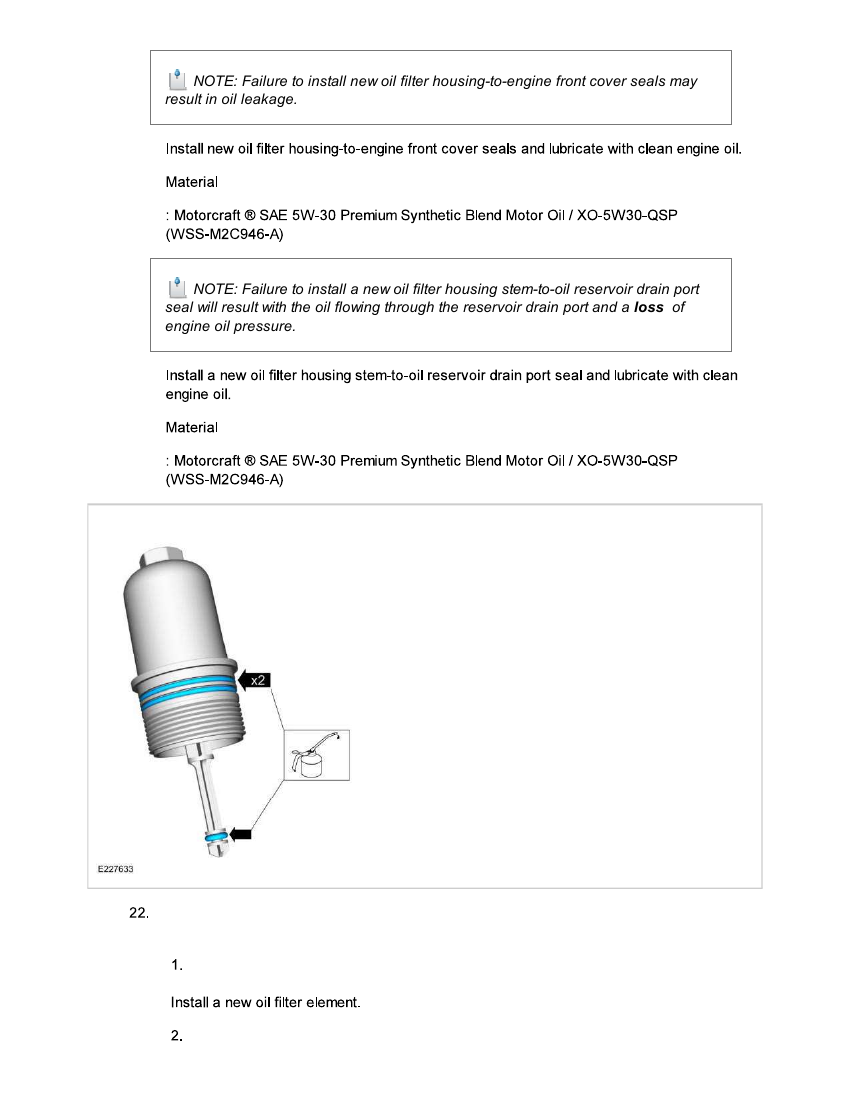 NOTE: Failure to install new oil filter housing-to-engine front cover seals may
result in oil leakage.
Install new oil filter housing-to-engine front cover seals and lubricate with clean engine oil.
Material
: Motorcraft ® SAE 5W-30 Premium Synthetic Blend Motor Oil / XO-5W30-QSP
(WSS-M2C946-A)
NOTE: Failure to install a new oil filter housing stem-to-oil reservoir drain port
seal will result with the oil flowing through the reservoir drain port and a loss of
engine oil pressure.
Install a new oil filter housing stem-to-oil reservoir drain port seal and lubricate with clean
engine oil.
Material
: Motorcraft ® SAE 5W-30 Premium Synthetic Blend Motor Oil / XO-5W30-QSP
(WSS-M2C946-A)
x2
E227633
22.
1.
Install a new oil filter element.
2.